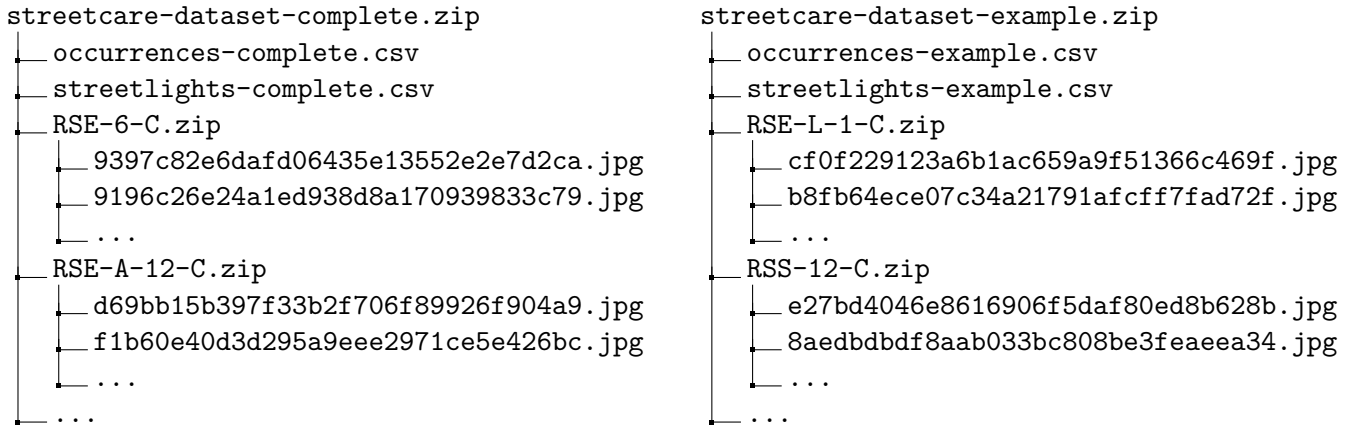 streetcare-dataset-complete.zip
occurrences-complete.csv
streetlights-complete.csv
RSE-6-C.zip
9397c82e6dafd06435e13552e2e7d2ca.jpg
9196c26e24a1ed938d8a170939833c79.jpg
...
RSE-A-12-C.zip
d69bb15b397f33b2f706f89926f904a9.jpg
f1b60e40d3d295a9eee2971ce5e426bc.jpg
...
...
streetcare-dataset-example.zip
occurrences-example.csv
streetlights-example.csv
RSE-L-1-C.zip
cf0f229123a6b1ac659a9f51366c469f.jpg
b8fb64ece07c34a21791afcff7fad72f.jpg
...
RSS-12-C.zip
e27bd4046e8616906f5daf80ed8b628b.jpg
8aedbdbdf8aab033bc808be3feaeea34.jpg
...
...